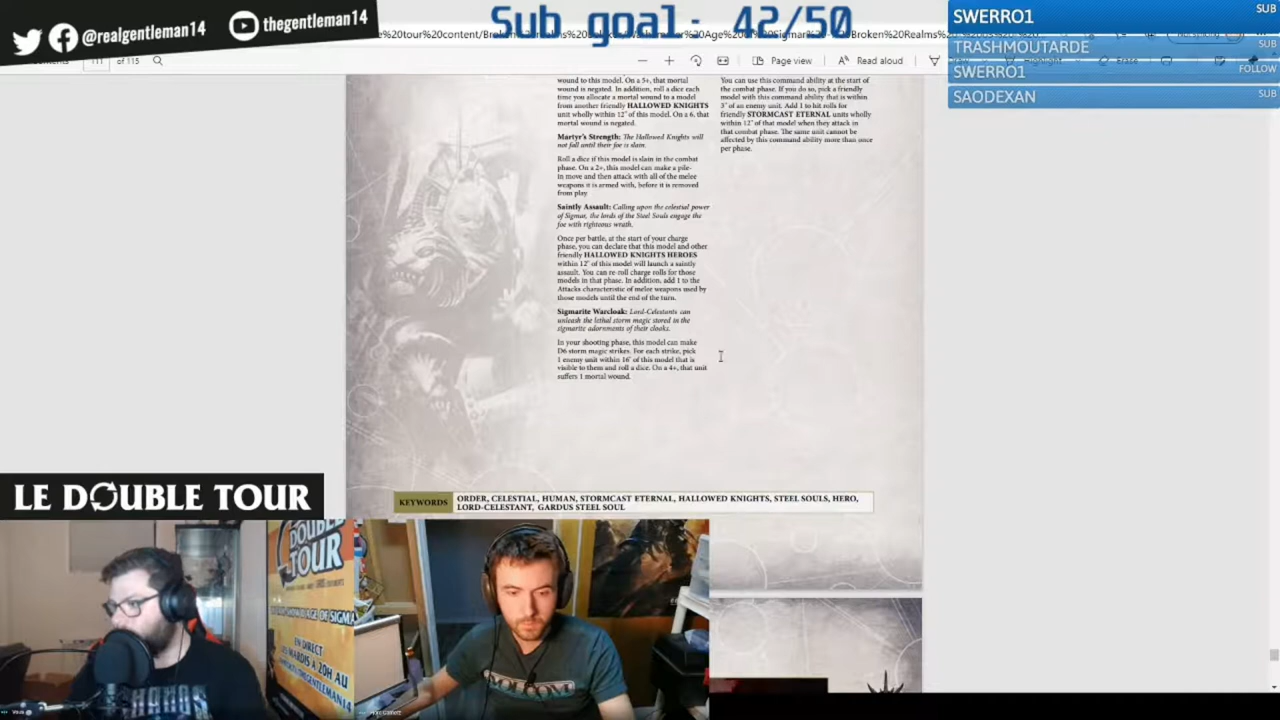 @realgentleman14
thegentleman14
Sub goal: 42/50
SWERRO1 SUB
TRASHMOUTARDE SUB
SWERRO1 FOLLOW
SAODEXAN SUB
111 of 115
Page view
Read aloud
wound to this model. On a 5+, that mortal
wound is negated. In addition, roll a dice each
time you allocate a mortal wound to a model
from another friendly HALLOWED KNIGHTS
unit wholly within 12" of this model. On a 6, that
mortal wound is negated.
Martyr's Strength: The Hallowed Knights will
not fall until their foe is slain.
Roll a dice if this model is slain in the combat
phase. On a 2+, this model can make a pile-
in move and then attack with all of the melee
weapons it is armed with, before it is removed
from play.
Saintly Assault: Calling upon the celestial power
of Sigmar, the lords of the Steel Souls engage the
foe with righteous wrath.
Once per battle, at the start of your charge
phase, you can declare that this model and other
friendly HALLOWED KNIGHTS HEROES
within 12" of this model will launch a saintly
assault. You can re-roll charge rolls for those
models in that phase. In addition, add 1 to the
Attacks characteristic of melee weapons used by
those models until the end of the turn.
Sigmarite Warcloak: Lord-Celestants can
unleash the lethal storm magic stored in the
sigmarite adornments of their cloaks.
In your shooting phase, this model can make
D6 storm magic strikes. For each strike, pick
1 enemy unit within 16" of this model that is
visible to them and roll a dice. On a 4+, that unit
suffers 1 mortal wound.
You can use this command ability at the start of
the combat phase. If you do so, pick a friendly
model with this command ability that is within
3" of an enemy unit. Add 1 to hit rolls for
friendly STORMCAST ETERNAL units wholly
within 12" of that model when they attack in
that combat phase. The same unit cannot be
affected by this command ability more than once
per phase.
KEYWORDS
ORDER, CELESTIAL, HUMAN, STORMCAST ETERNAL, HALLOWED KNIGHTS, STEEL SOULS, HERO,
LORD-CELESTANT, GARDUS STEEL SOUL
LE DOUBLE TOUR
DOUBLE
TOUR
EN DIRECT